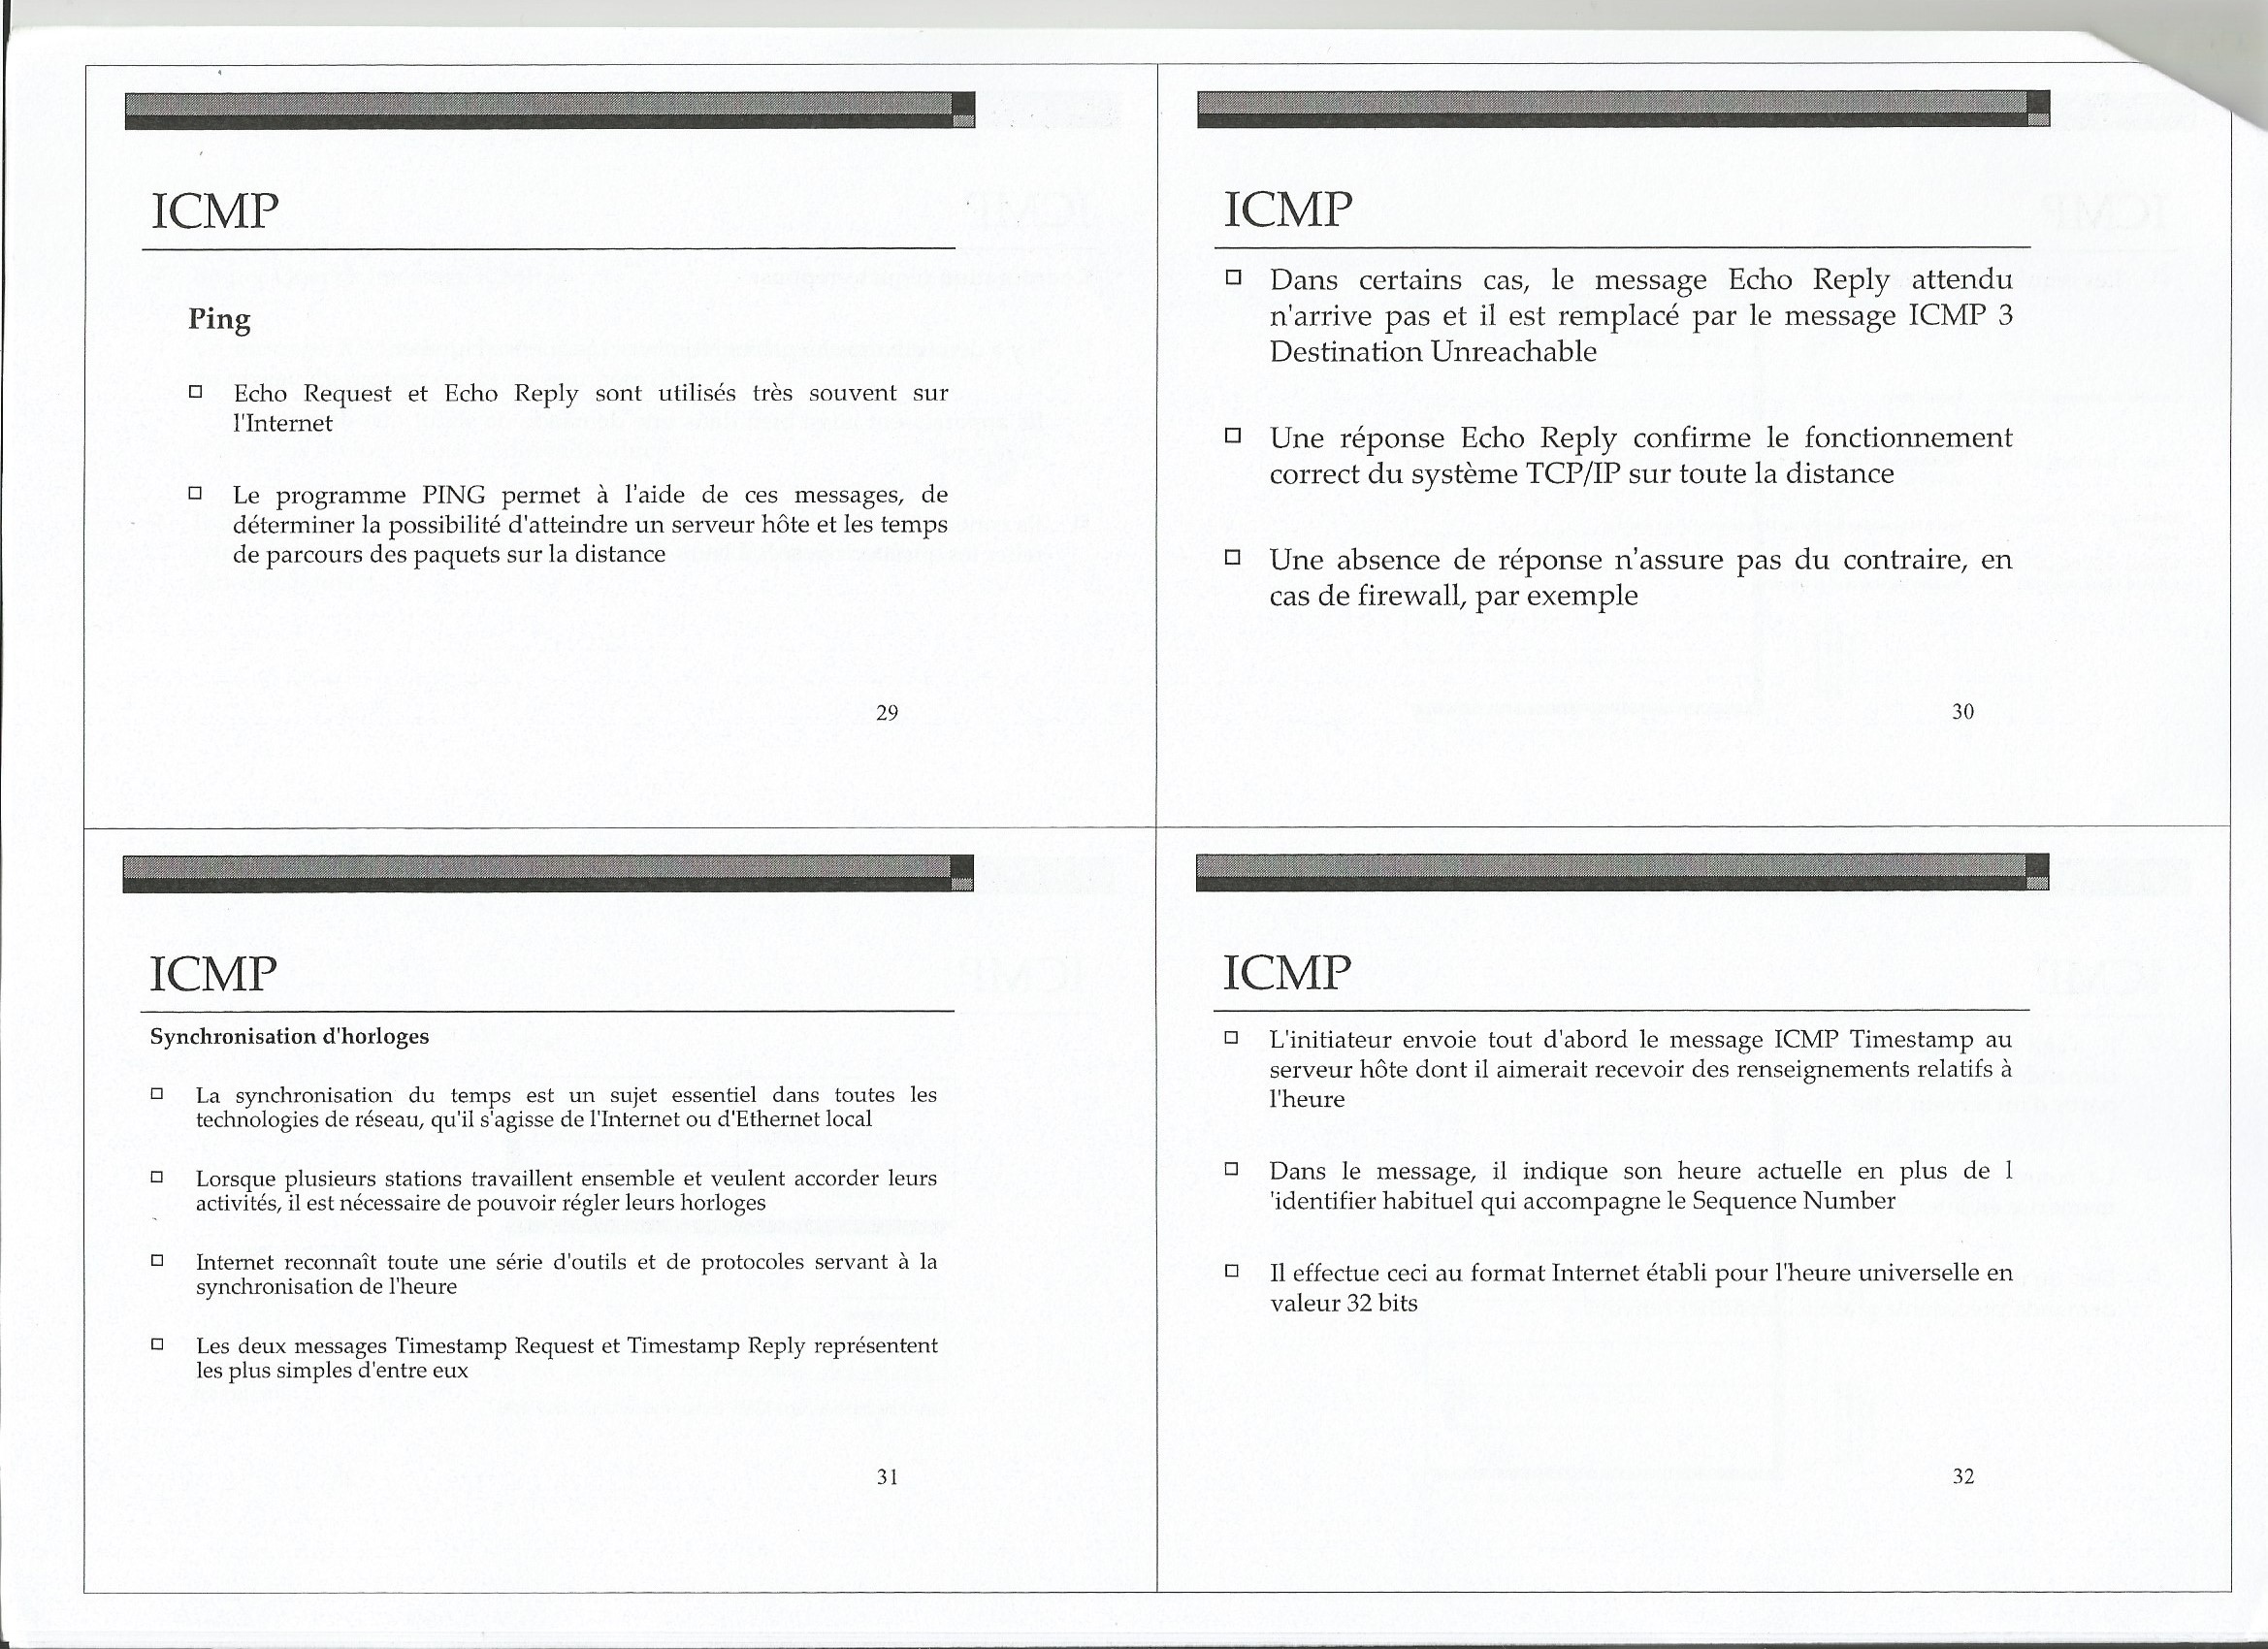 ICMP
Ping
□ Echo Request et Echo Reply sont utilisés très souvent sur
l'Internet
□ Le programme PING permet à l'aide de ces messages, de
déterminer la possibilité d'atteindre un serveur hôte et les temps
de parcours des paquets sur la distance
29
ICMP
□ Dans certains cas, le message Echo Reply attendu
n'arrive pas et il est remplacé par le message ICMP 3
Destination Unreachable
□ Une réponse Echo Reply confirme le fonctionnement
correct du système TCP/IP sur toute la distance
□ Une absence de réponse n'assure pas du contraire, en
cas de firewall, par exemple
30
ICMP
Synchronisation d'horloges
□ La synchronisation du temps est un sujet essentiel dans toutes les
technologies de réseau, qu'il s'agisse de l'Internet ou d'Ethernet local
□ Lorsque plusieurs stations travaillent ensemble et veulent accorder leurs
activités, il est nécessaire de pouvoir régler leurs horloges
□ Internet reconnaît toute une série d'outils et de protocoles servant à la
synchronisation de l'heure
□ Les deux messages Timestamp Request et Timestamp Reply représentent
les plus simples d'entre eux
31
ICMP
□ L'initiateur envoie tout d'abord le message ICMP Timestamp au
serveur hôte dont il aimerait recevoir des renseignements relatifs à
l'heure
□ Dans le message, il indique son heure actuelle en plus de l
'identifier habituel qui accompagne le Sequence Number
□ Il effectue ceci au format Internet établi pour l'heure universelle en
valeur 32 bits
32